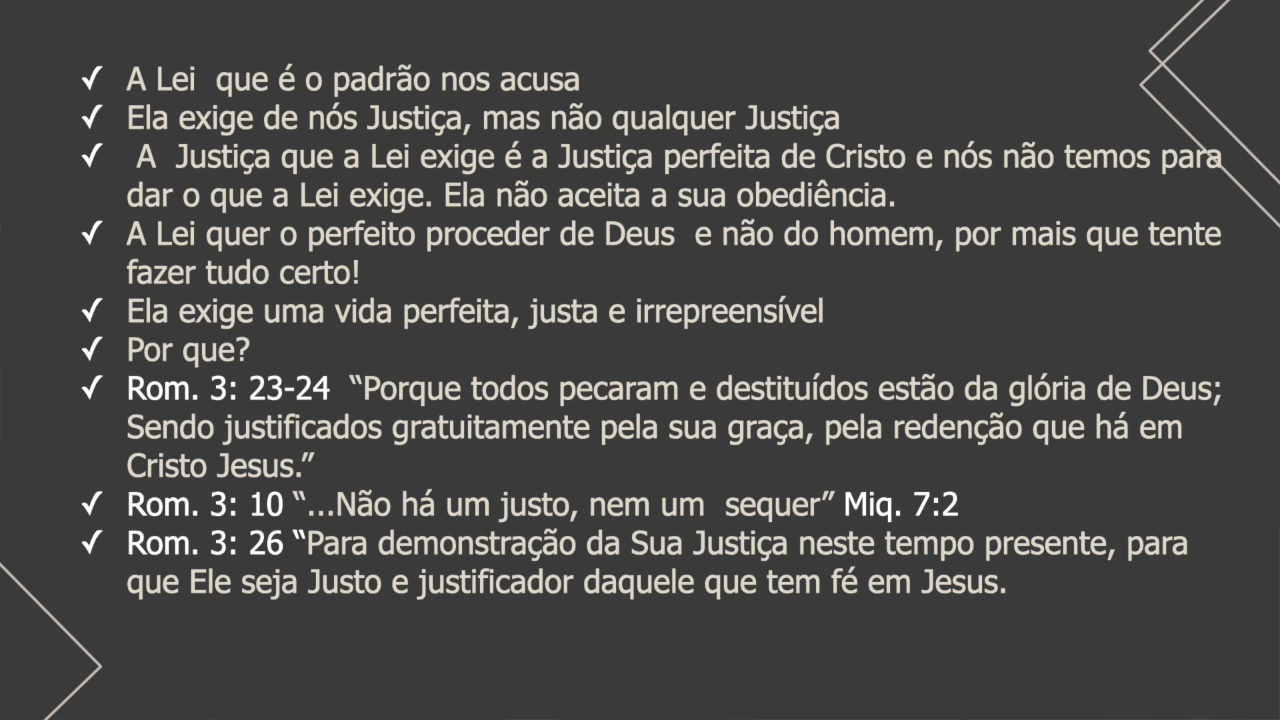 ✓ A Lei  que é o padrão nos acusa
✓ Ela exige de nós Justiça, mas não qualquer Justiça
✓  A  Justiça que a Lei exige é a Justiça perfeita de Cristo e nós não temos para
dar o que a Lei exige. Ela não aceita a sua obediência.
✓ A Lei quer o perfeito proceder de Deus  e não do homem, por mais que tente
fazer tudo certo!
✓ Ela exige uma vida perfeita, justa e irrepreensível
✓ Por que?
✓ Rom. 3: 23-24  “Porque todos pecaram e destituídos estão da glória de Deus;
Sendo justificados gratuitamente pela sua graça, pela redenção que há em
Cristo Jesus.”
✓ Rom. 3: 10 “...Não há um justo, nem um  sequer” Miq. 7:2
✓ Rom. 3: 26 “Para demonstração da Sua Justiça neste tempo presente, para
que Ele seja Justo e justificador daquele que tem fé em Jesus.